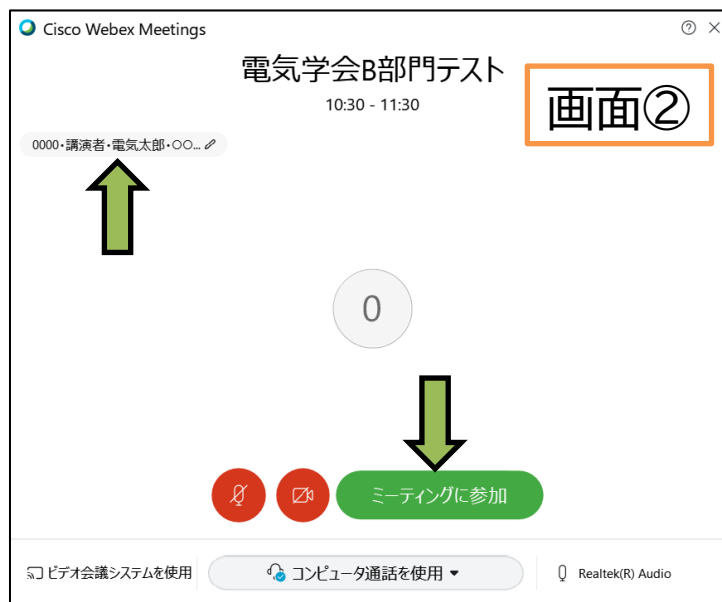 Cisco Webex Meetings
電気学会B部門テスト
10:30 - 11:30
画面②
0000・講演者・電気太郎・○○...
0
ミーティングに参加
ビデオ会議システムを使用
コンピュータ通話を使用
Realtek(R) Audio